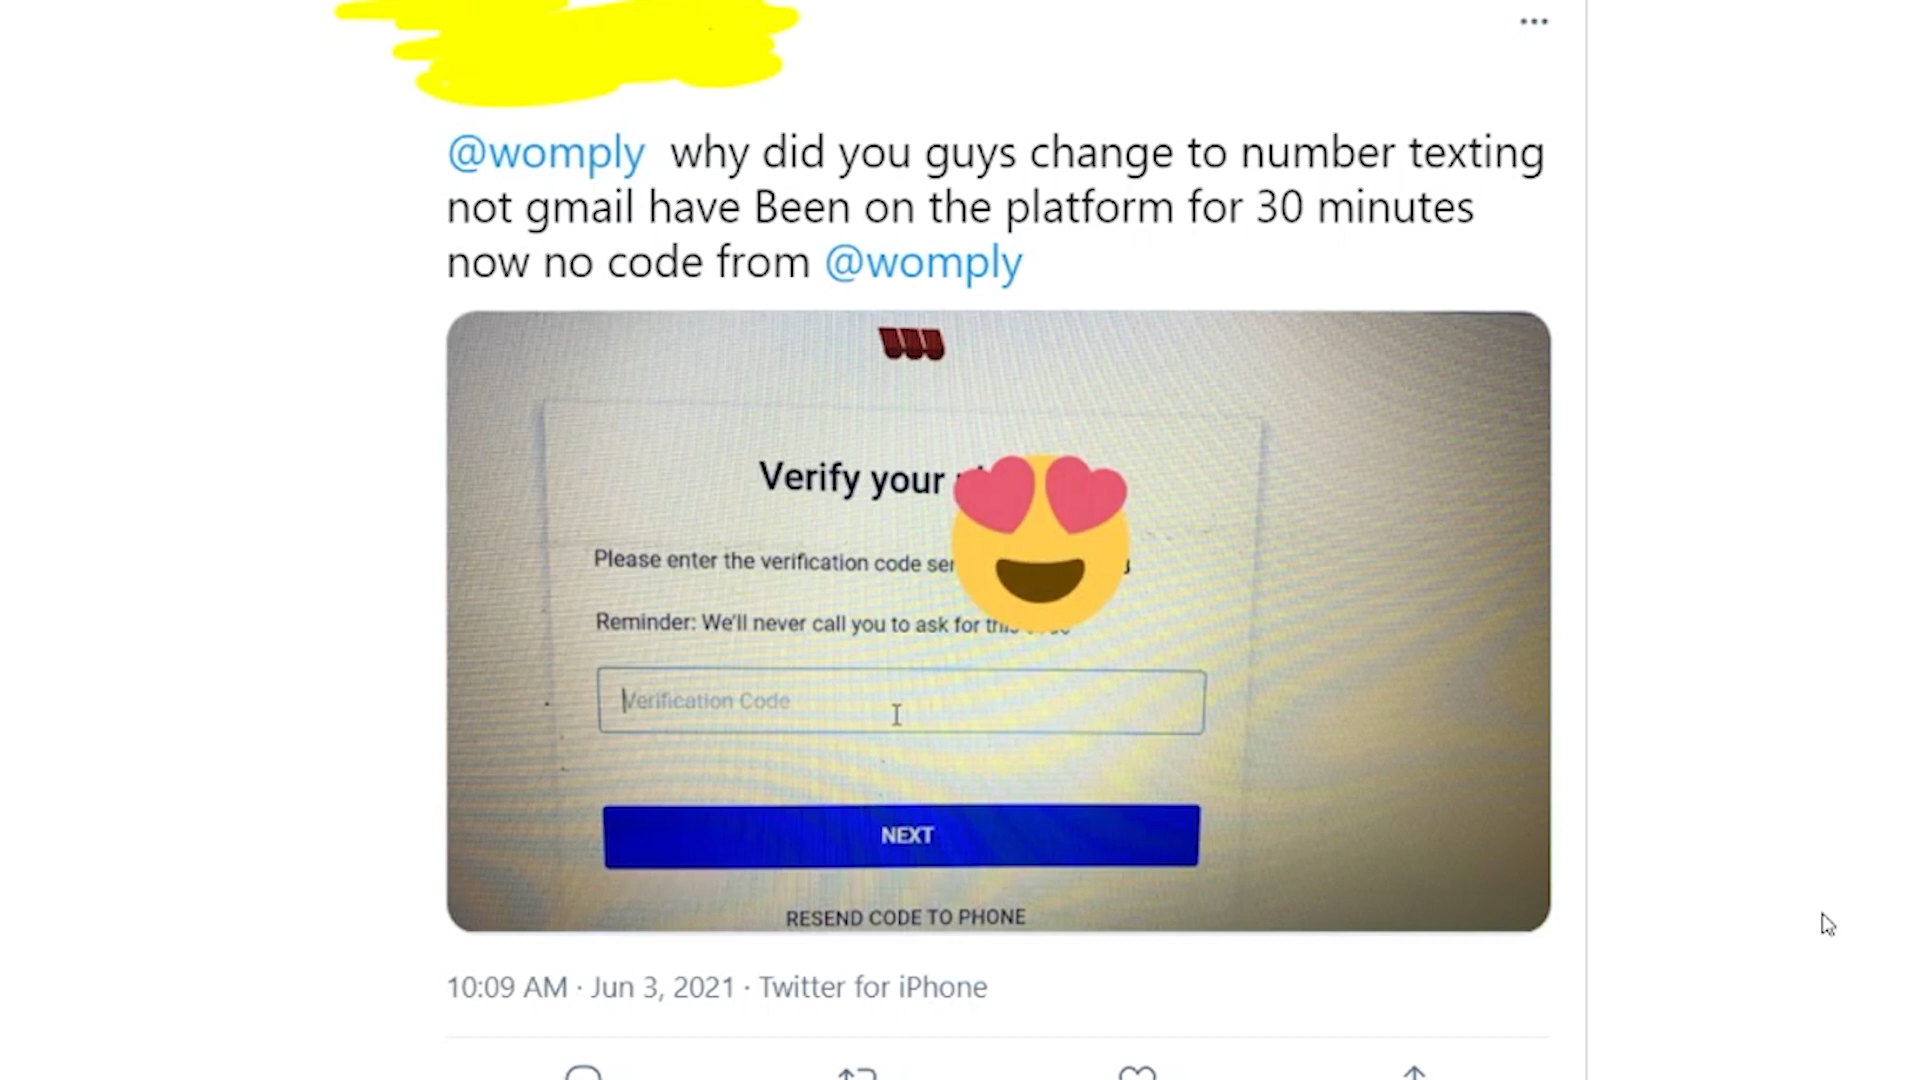 @womply why did you guys change to number texting
not gmail have Been on the platform for 30 minutes
now no code from @womply
Verify your
Please enter the verification code
Reminder: We'll never call you to ask for
Verification Code
NEXT
RESEND CODE TO PHONE
10:09 AM · Jun 3, 2021 · Twitter for iPhone